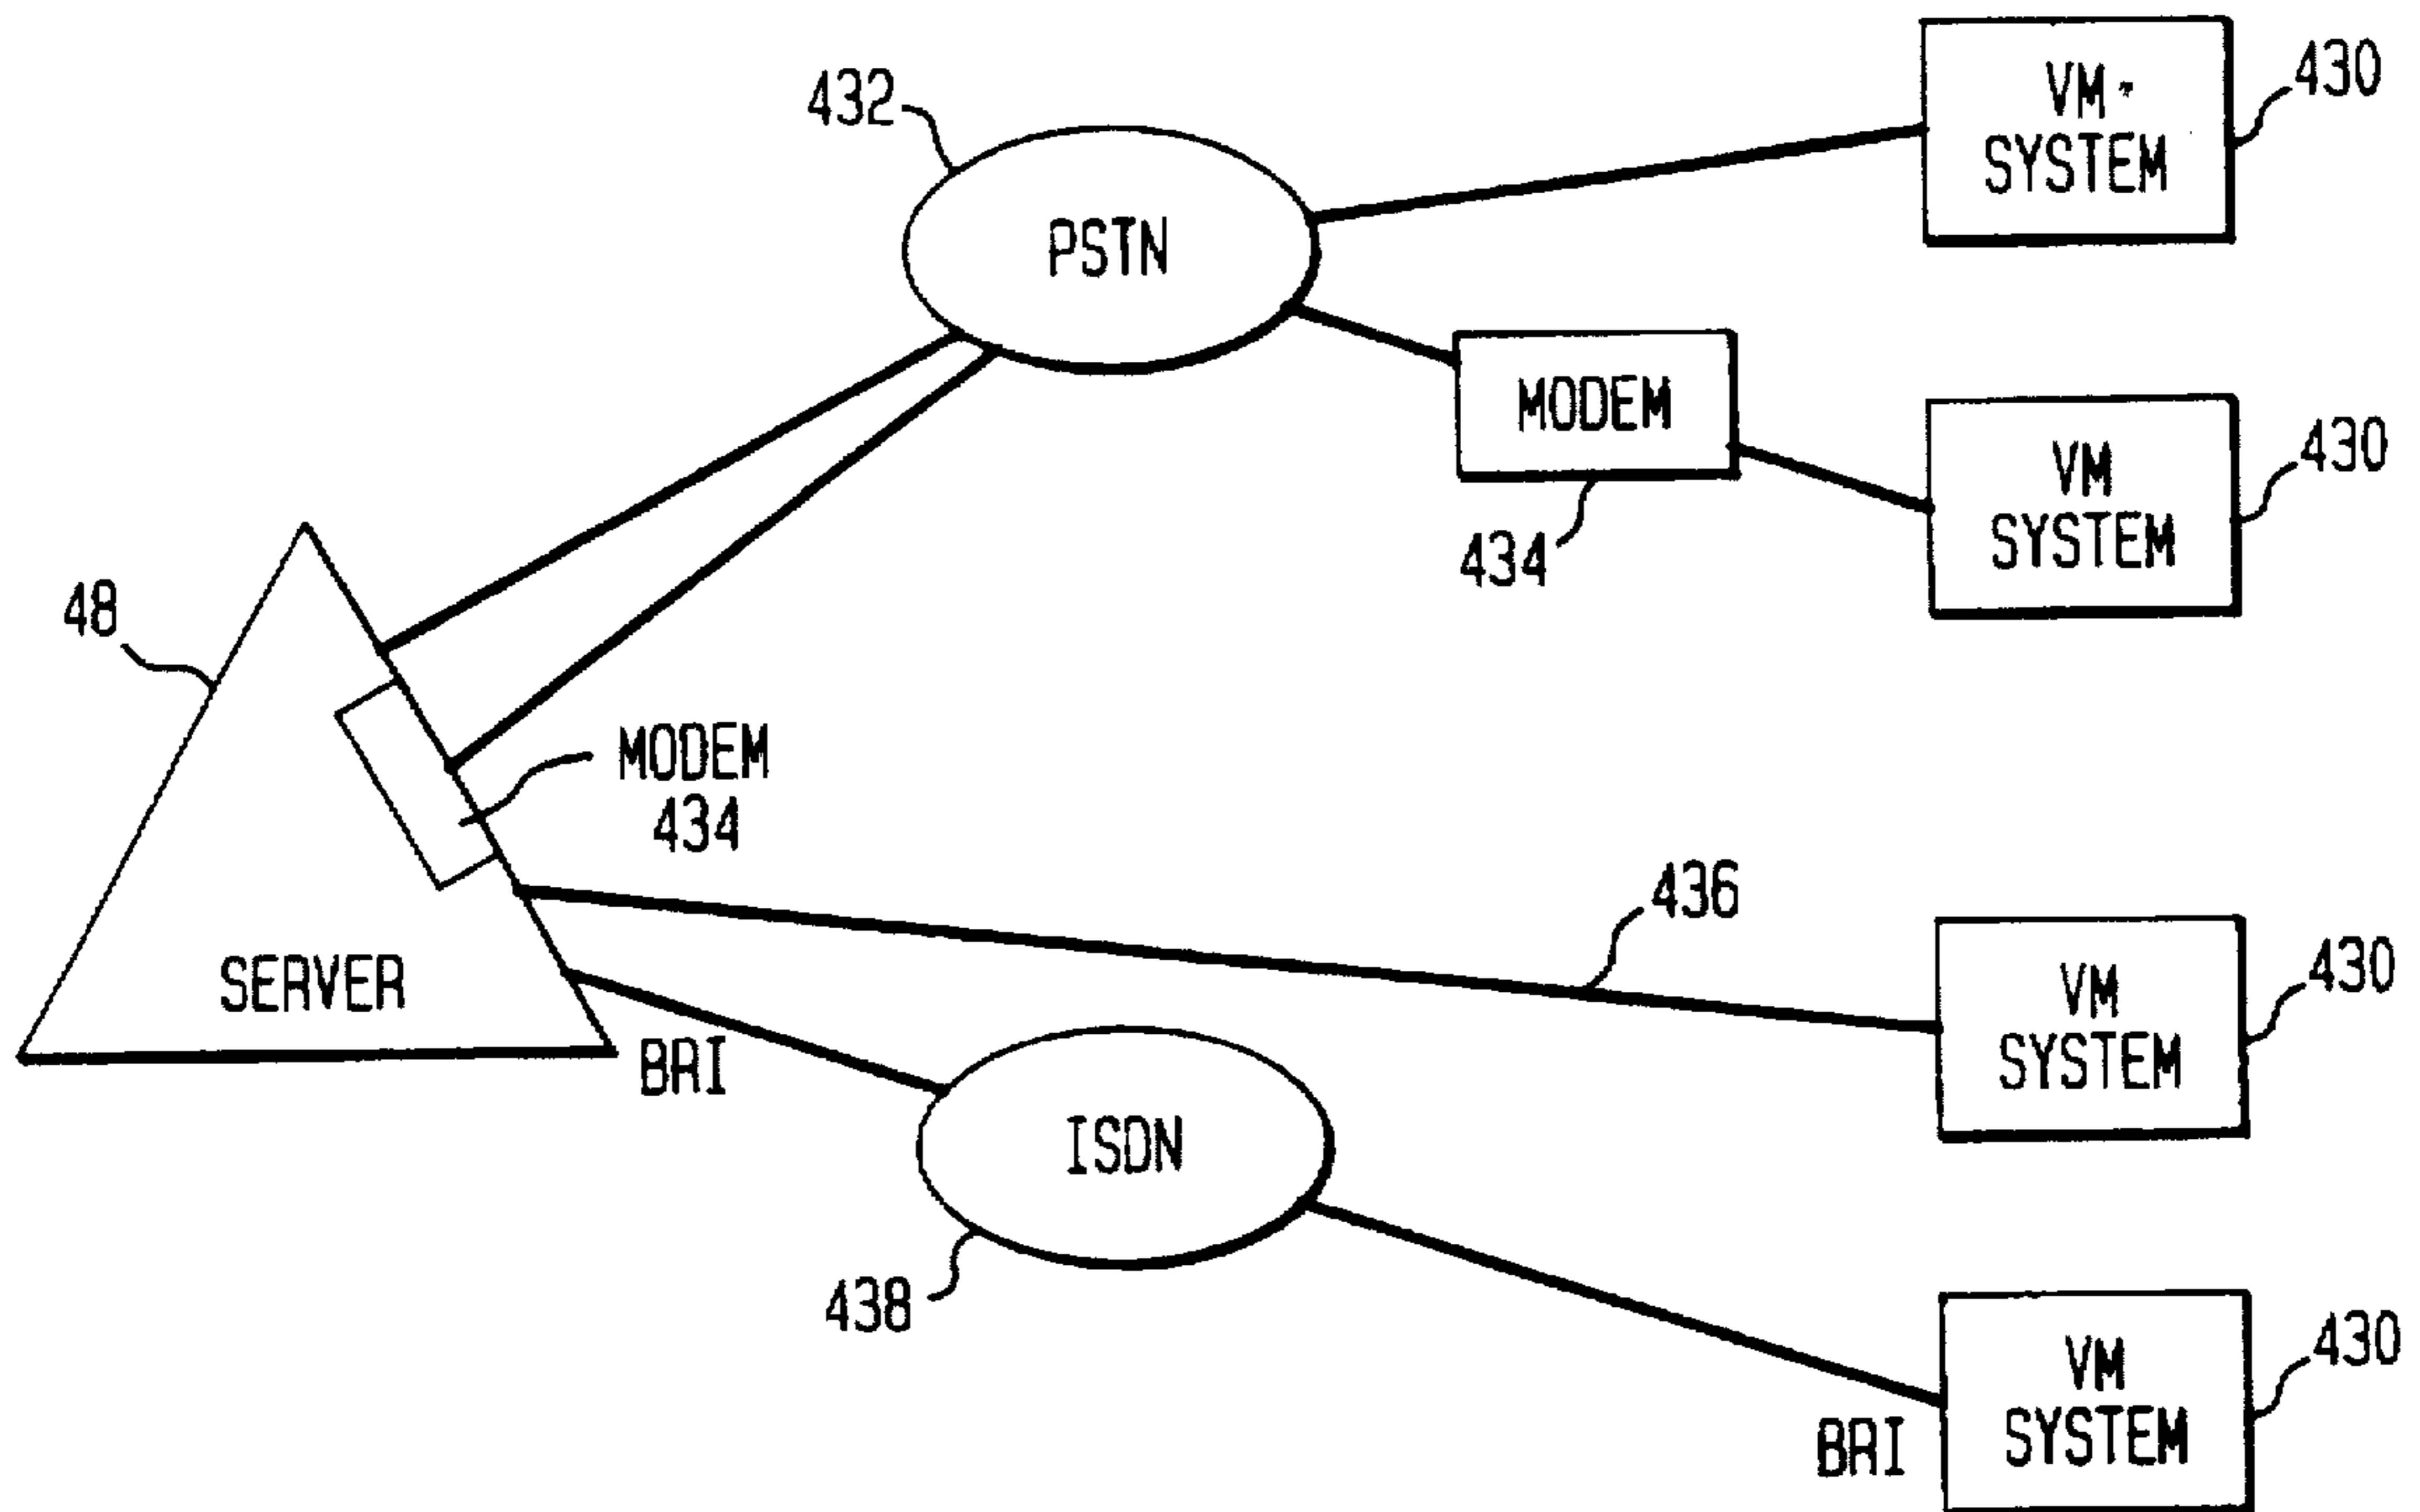 432
PSTN
VM
SYSTEM
430
MODEM
434
VM
SYSTEM
430
48
MODEM
434
SERVER
436
VM
SYSTEM
430
BRI
ISDN
438
BRI
VM
SYSTEM
430